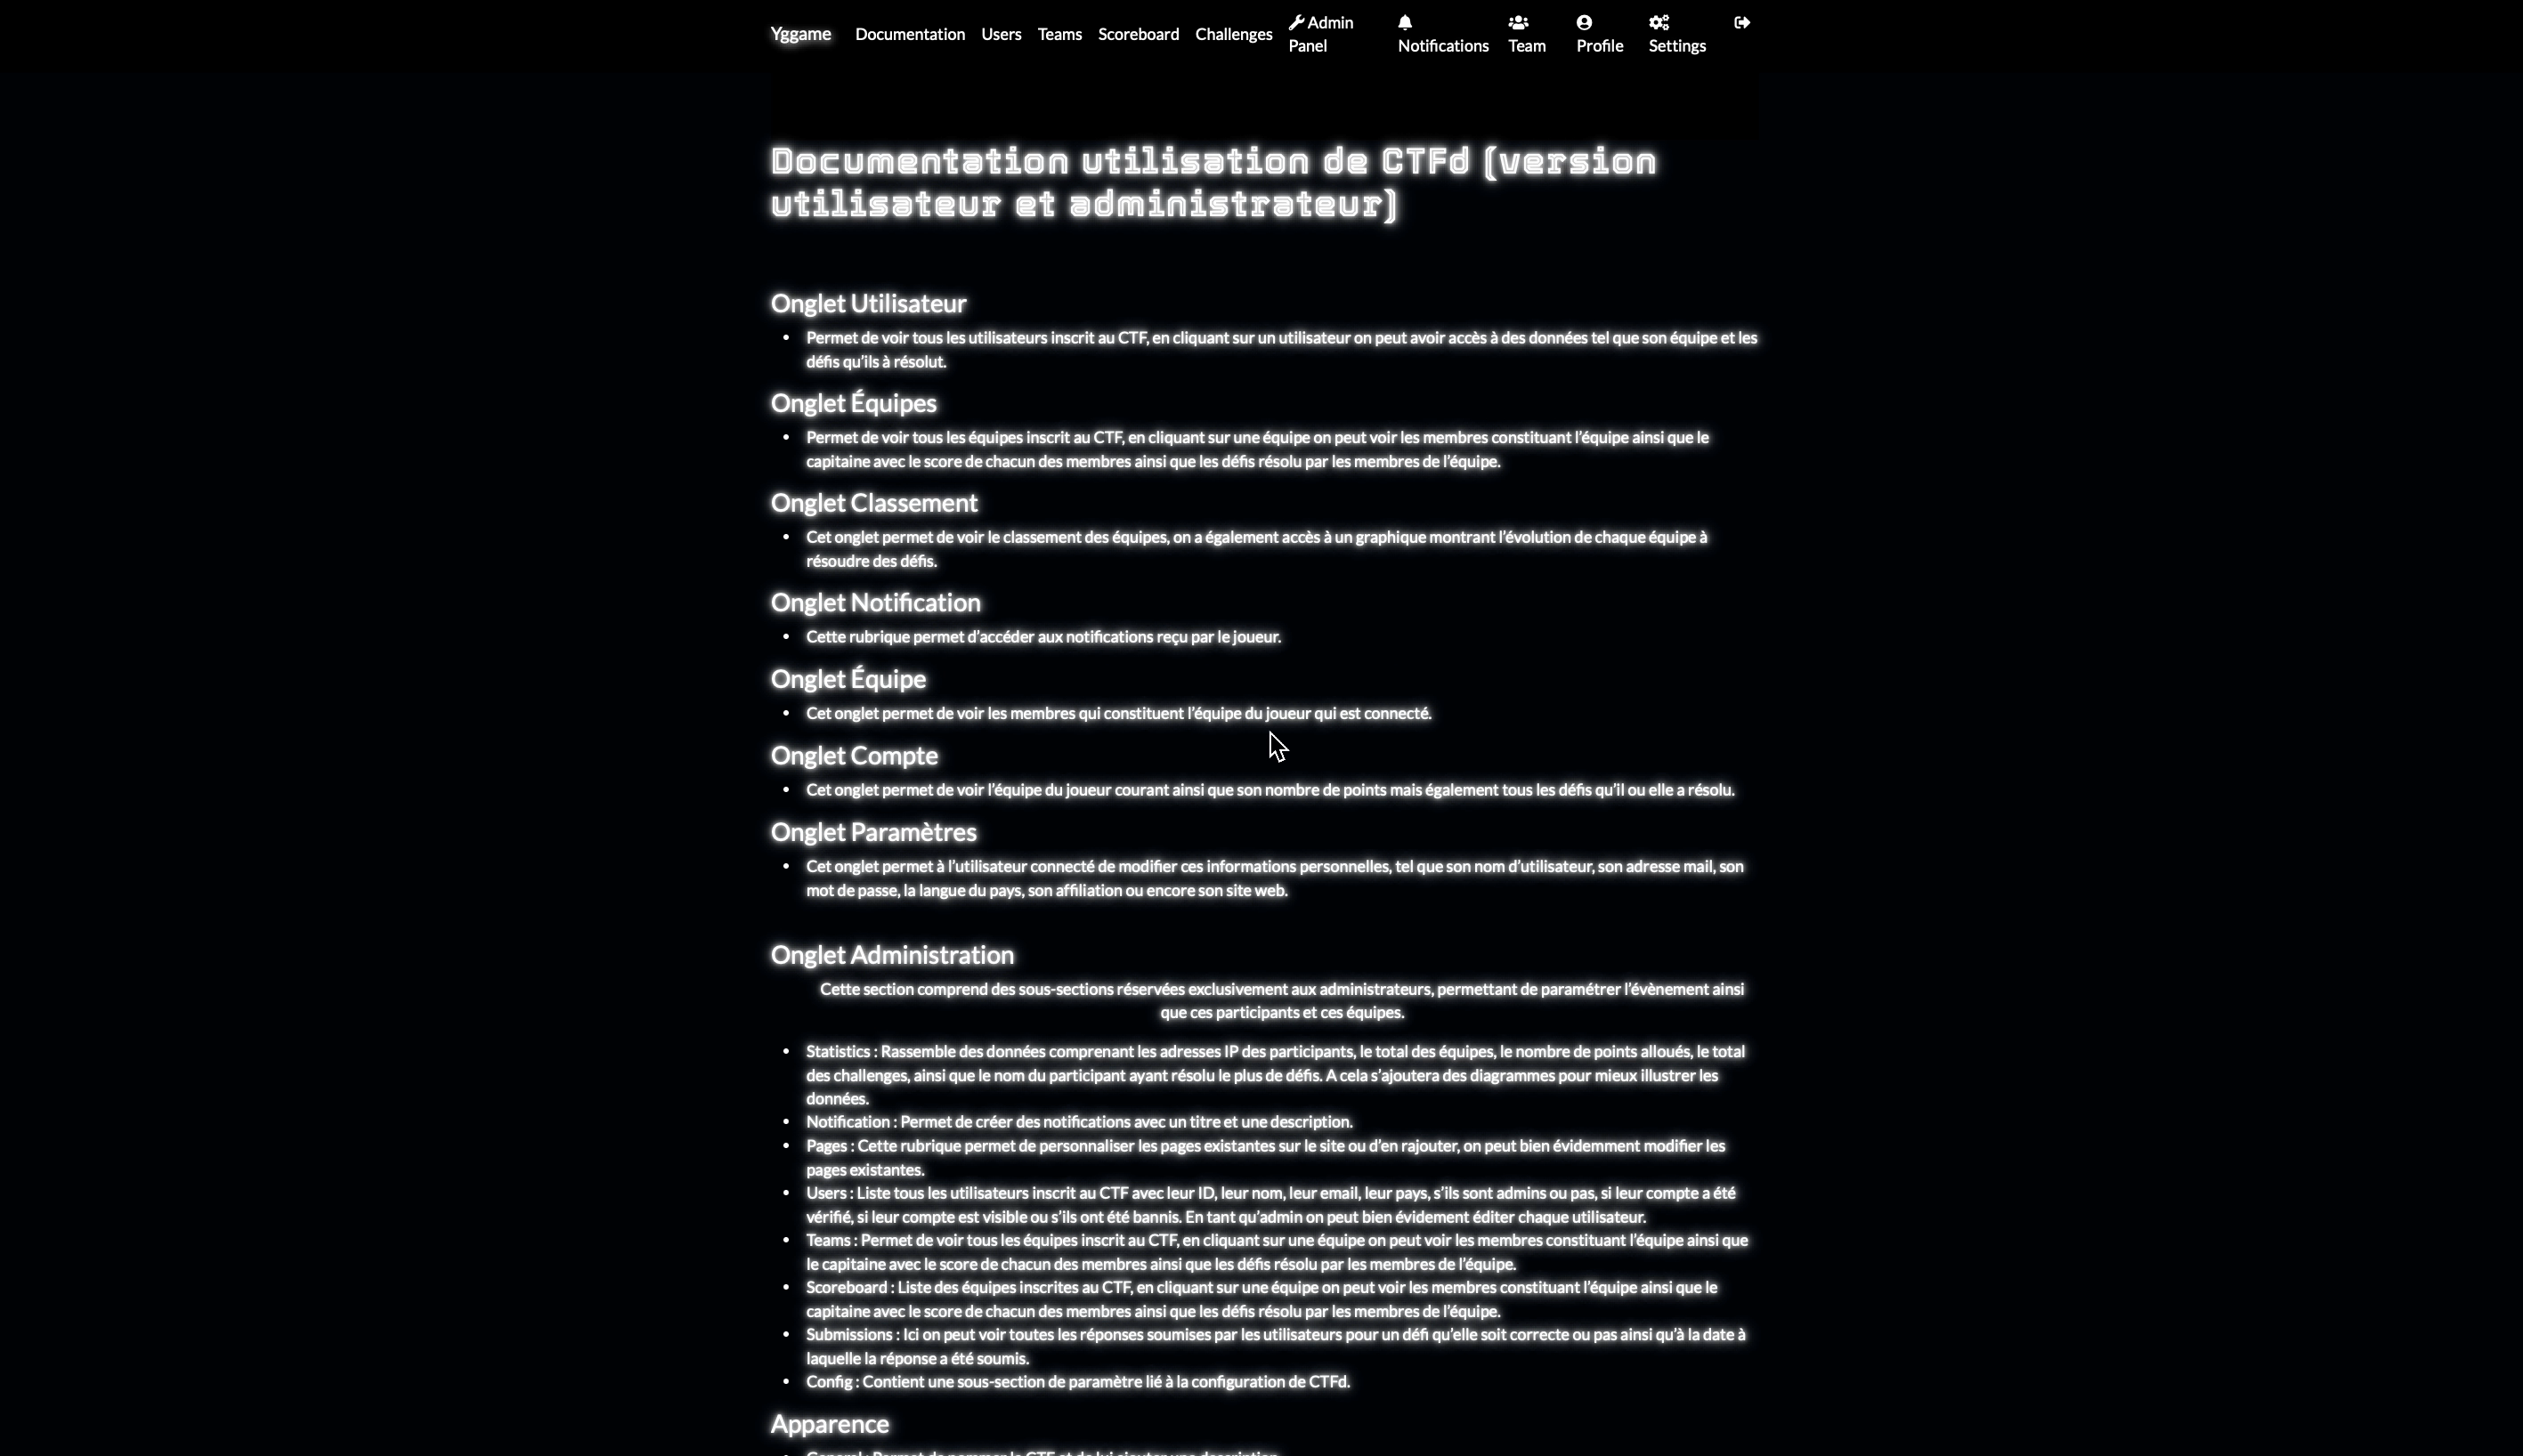 Yggame Documentation Users Teams Scoreboard Challenges Admin Panel Notifications Team Profile Settings
Documentation utilisation de CTFd (version
utilisateur et administrateur)
Onglet Utilisateur
• Permet de voir tous les utilisateurs inscrit au CTF, en cliquant sur un utilisateur on peut avoir accès à des données tel que son équipe et les
défis qu'ils à résolut.
Onglet Équipes
• Permet de voir tous les équipes inscrit au CTF, en cliquant sur une équipe on peut voir les membres constituant l'équipe ainsi que le
capitaine avec le score de chacun des membres ainsi que les défis résolu par les membres de l'équipe.
Onglet Classement
• Cet onglet permet de voir le classement des équipes, on a également accès à un graphique montrant l'évolution de chaque équipe à
résoudre des défis.
Onglet Notification
• Cette rubrique permet d'accéder aux notifications reçu par le joueur.
Onglet Équipe
• Cet onglet permet de voir les membres qui constituent l'équipe du joueur qui est connecté.
Onglet Compte
• Cet onglet permet de voir l'équipe du joueur courant ainsi que son nombre de points mais également tous les défis qu'il ou elle a résolu.
Onglet Paramètres
• Cet onglet permet à l'utilisateur connecté de modifier ces informations personnelles, tel que son nom d'utilisateur, son adresse mail, son
mot de passe, la langue du pays, son affiliation ou encore son site web.
Onglet Administration
Cette section comprend des sous-sections réservées exclusivement aux administrateurs, permettant de paramétrer l'évènement ainsi
que ces participants et ces équipes.
• Statistics : Rassemble des données comprenant les adresses IP des participants, le total des équipes, le nombre de points alloués, le total
des challenges, ainsi que le nom du participant ayant résolu le plus de défis. A cela s'ajoutera des diagrammes pour mieux illustrer les
données.
• Notification : Permet de créer des notifications avec un titre et une description.
• Pages : Cette rubrique permet de personnaliser les pages existantes sur le site ou d'en rajouter, on peut bien évidemment modifier les
pages existantes.
• Users : Liste tous les utilisateurs inscrit au CTF avec leur ID, leur nom, leur email, leur pays, s'ils sont admins ou pas, si leur compte a été
vérifié, si leur compte est visible ou s'ils ont été bannis. En tant qu'admin on peut bien évidement éditer chaque utilisateur.
• Teams : Permet de voir tous les équipes inscrit au CTF, en cliquant sur une équipe on peut voir les membres constituant l'équipe ainsi que
le capitaine avec le score de chacun des membres ainsi que les défis résolu par les membres de l'équipe.
• Scoreboard : Liste des équipes inscrites au CTF, en cliquant sur une équipe on peut voir les membres constituant l'équipe ainsi que le
capitaine avec le score de chacun des membres ainsi que les défis résolu par les membres de l'équipe.
• Submissions : Ici on peut voir toutes les réponses soumises par les utilisateurs pour un défi qu'elle soit correcte ou pas ainsi qu'à la date à
laquelle la réponse a été soumis.
• Config : Contient une sous-section de paramètre lié à la configuration de CTFd.
Apparence
General : Permet de nommer le CTF et de lui ajouter une description.